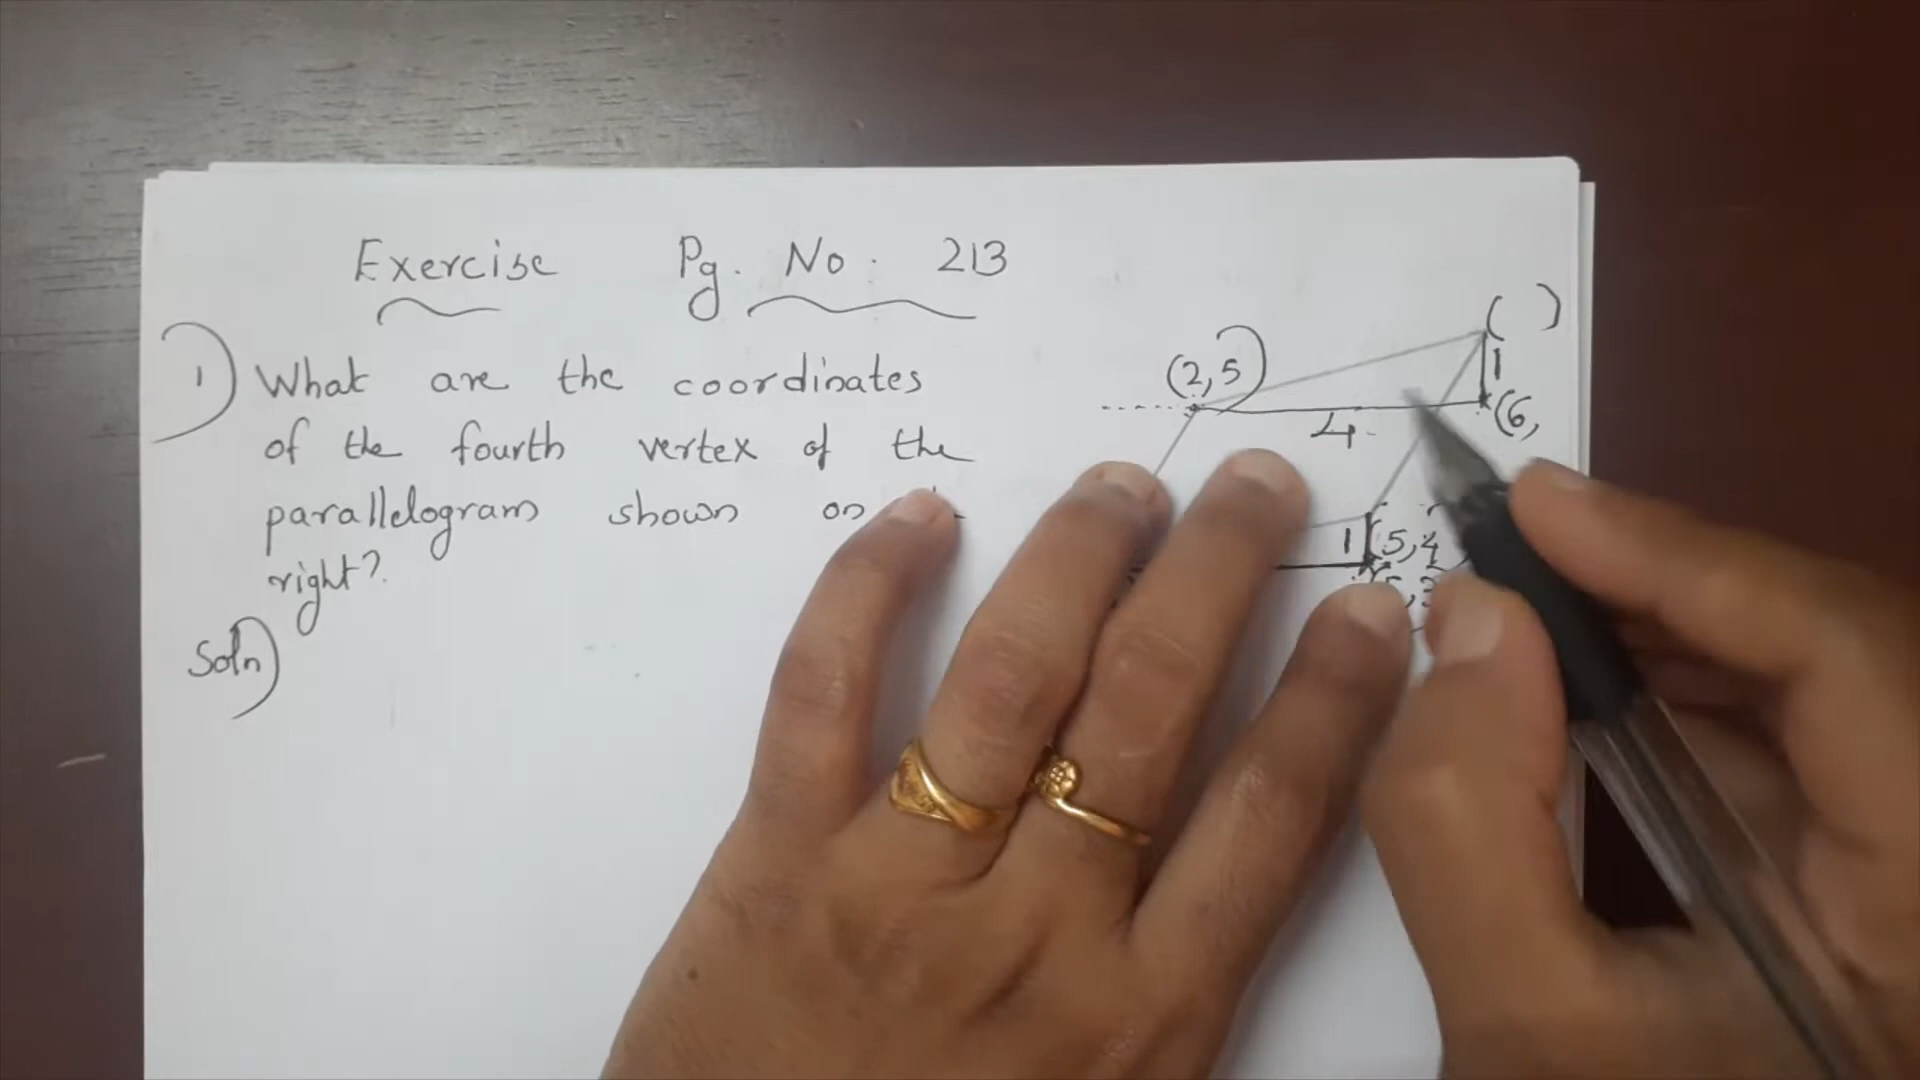 Exercise Pg. No. 213
1) What are the coordinates
of the fourth vertex of the
parallelogram shown on
right?
Soln)
( )
1
(2,5)
4
(6,
1
(5,4